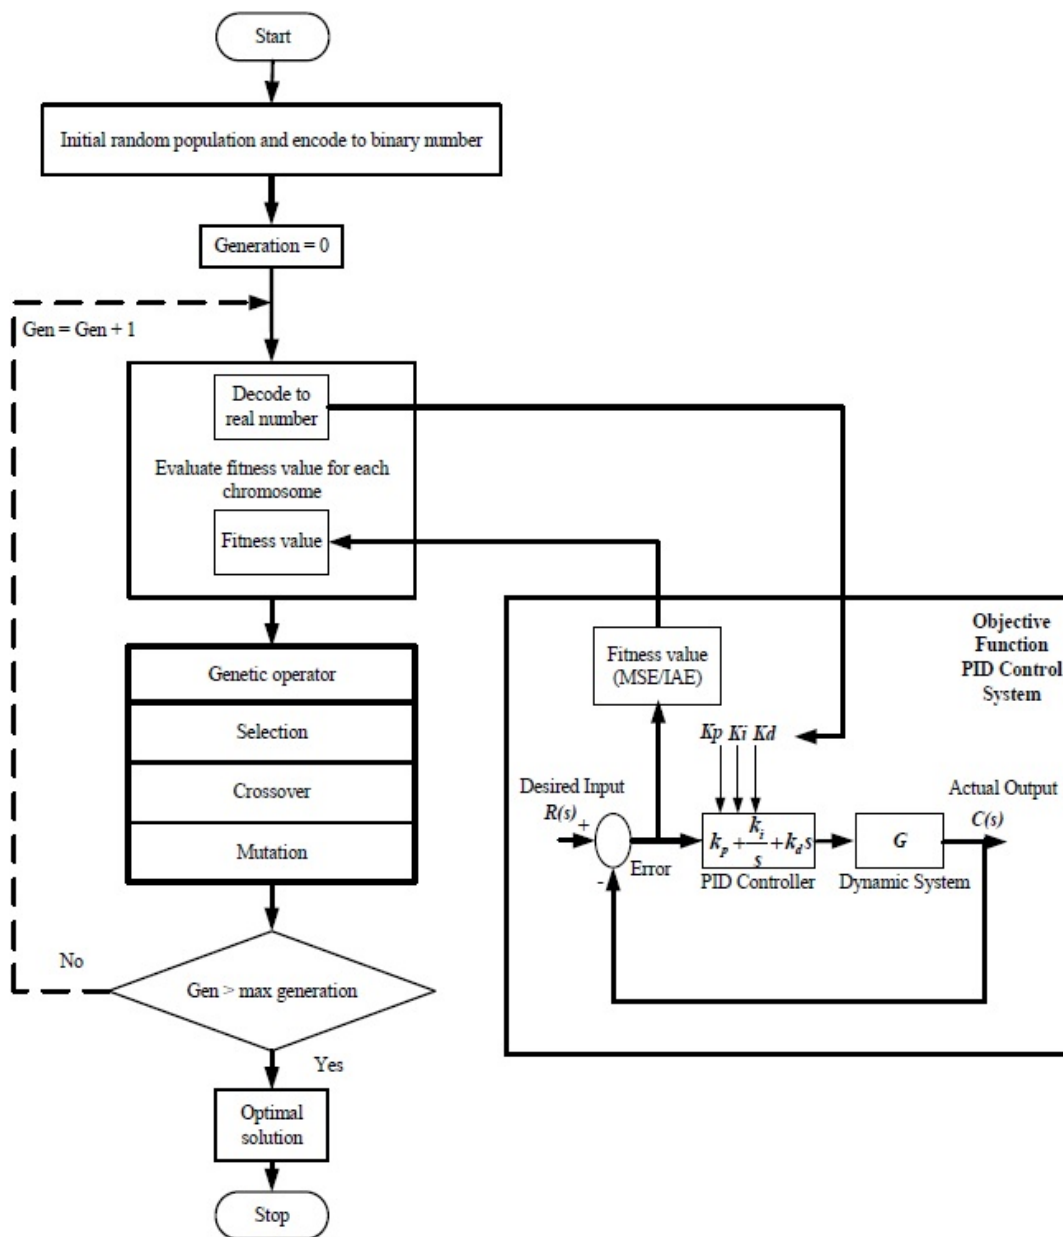 Start
Initial random population and encode to binary number
Generation = 0
Gen = Gen + 1
Decode to
real number
Evaluate fitness value for each
chromosome
Fitness value
Genetic operator
Selection
Crossover
Mutation
No
Gen > max generation
Yes
Optimal
solution
Stop
Objective
Function
PID Control
System
Fitness value
(MSE/IAE)
Kp Ki Kd
Desired Input
R(s)
+
-
Error
k_p + k_i/s + k_d s
PID Controller
G
Dynamic System
Actual Output
C(s)